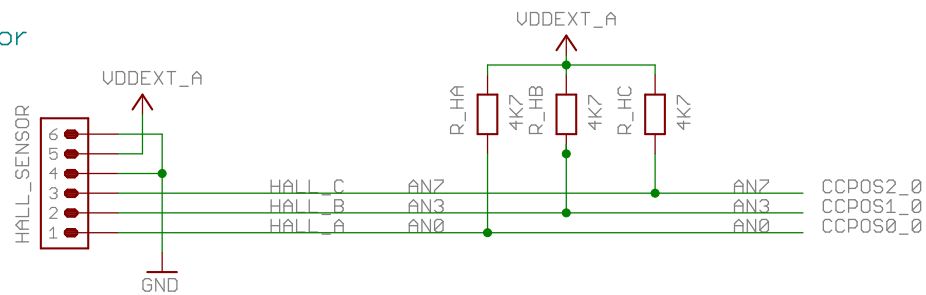 or
VDDEXT_A
VDDEXT_A
HALL_SENSOR
6
5
4
3
2
1
R_HA
4K7
R_HB
4K7
R_HC
4K7
HALL_C AN7 AN7 CCPOS2_0
HALL_B AN3 AN3 CCPOS1_0
HALL_A AN0 AN0 CCPOS0_0
GND